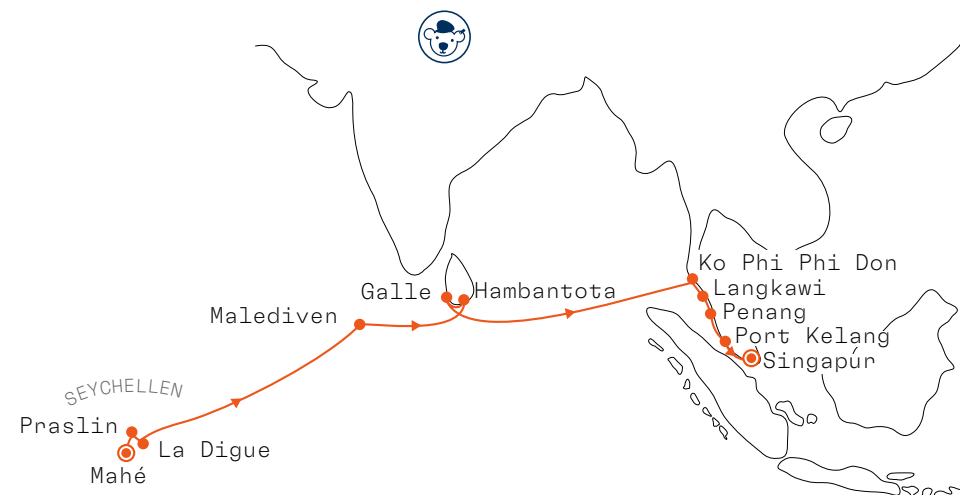 Ko Phi Phi Don
Galle
Hambantota
Langkawi
Malediven
Penang
Port Kelang
Singapúr
SEYCHELLEN
Praslin
La Digue
Mahé